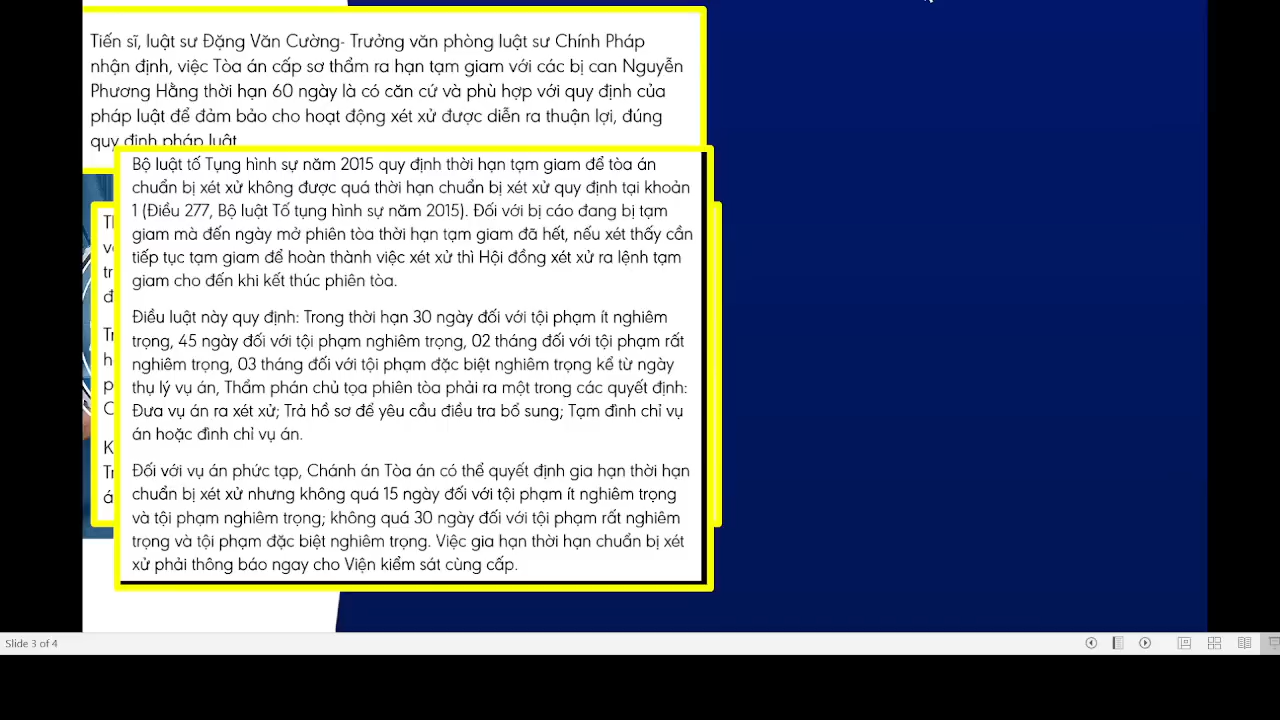 Tiến sĩ, luật sư Đặng Văn Cường- Trưởng văn phòng luật sư Chính Pháp
nhận định, việc Tòa án cấp sơ thẩm ra hạn tạm giam với các bị can Nguyễn
Phương Hằng thời hạn 60 ngày là có căn cứ và phù hợp với quy định của
pháp luật để đảm bảo cho hoạt động xét xử được diễn ra thuận lợi, đúng
quy định pháp luật
Bộ luật tố Tụng hình sự năm 2015 quy định thời hạn tạm giam để tòa án
chuẩn bị xét xử không được quá thời hạn chuẩn bị xét xử quy định tại khoản
1 (Điều 277, Bộ luật Tố tụng hình sự năm 2015). Đối với bị cáo đang bị tạm
giam mà đến ngày mở phiên tòa thời hạn tạm giam đã hết, nếu xét thấy cần
tiếp tục tạm giam để hoàn thành việc xét xử thì Hội đồng xét xử ra lệnh tạm
giam cho đến khi kết thúc phiên tòa.
Điều luật này quy định: Trong thời hạn 30 ngày đối với tội phạm ít nghiêm
trọng, 45 ngày đối với tội phạm nghiêm trọng, 02 tháng đối với tội phạm rất
nghiêm trọng, 03 tháng đối với tội phạm đặc biệt nghiêm trọng kể từ ngày
thụ lý vụ án, Thẩm phán chủ tọa phiên tòa phải ra một trong các quyết định:
Đưa vụ án ra xét xử; Trả hồ sơ để yêu cầu điều tra bổ sung; Tạm đình chỉ vụ
án hoặc đình chỉ vụ án.
Đối với vụ án phức tạp, Chánh án Tòa án có thể quyết định gia hạn thời hạn
chuẩn bị xét xử nhưng không quá 15 ngày đối với tội phạm ít nghiêm trọng
và tội phạm nghiêm trọng; không quá 30 ngày đối với tội phạm rất nghiêm
trọng và tội phạm đặc biệt nghiêm trọng. Việc gia hạn thời hạn chuẩn bị xét
xử phải thông báo ngay cho Viện kiểm sát cùng cấp.
Slide 3 of 4